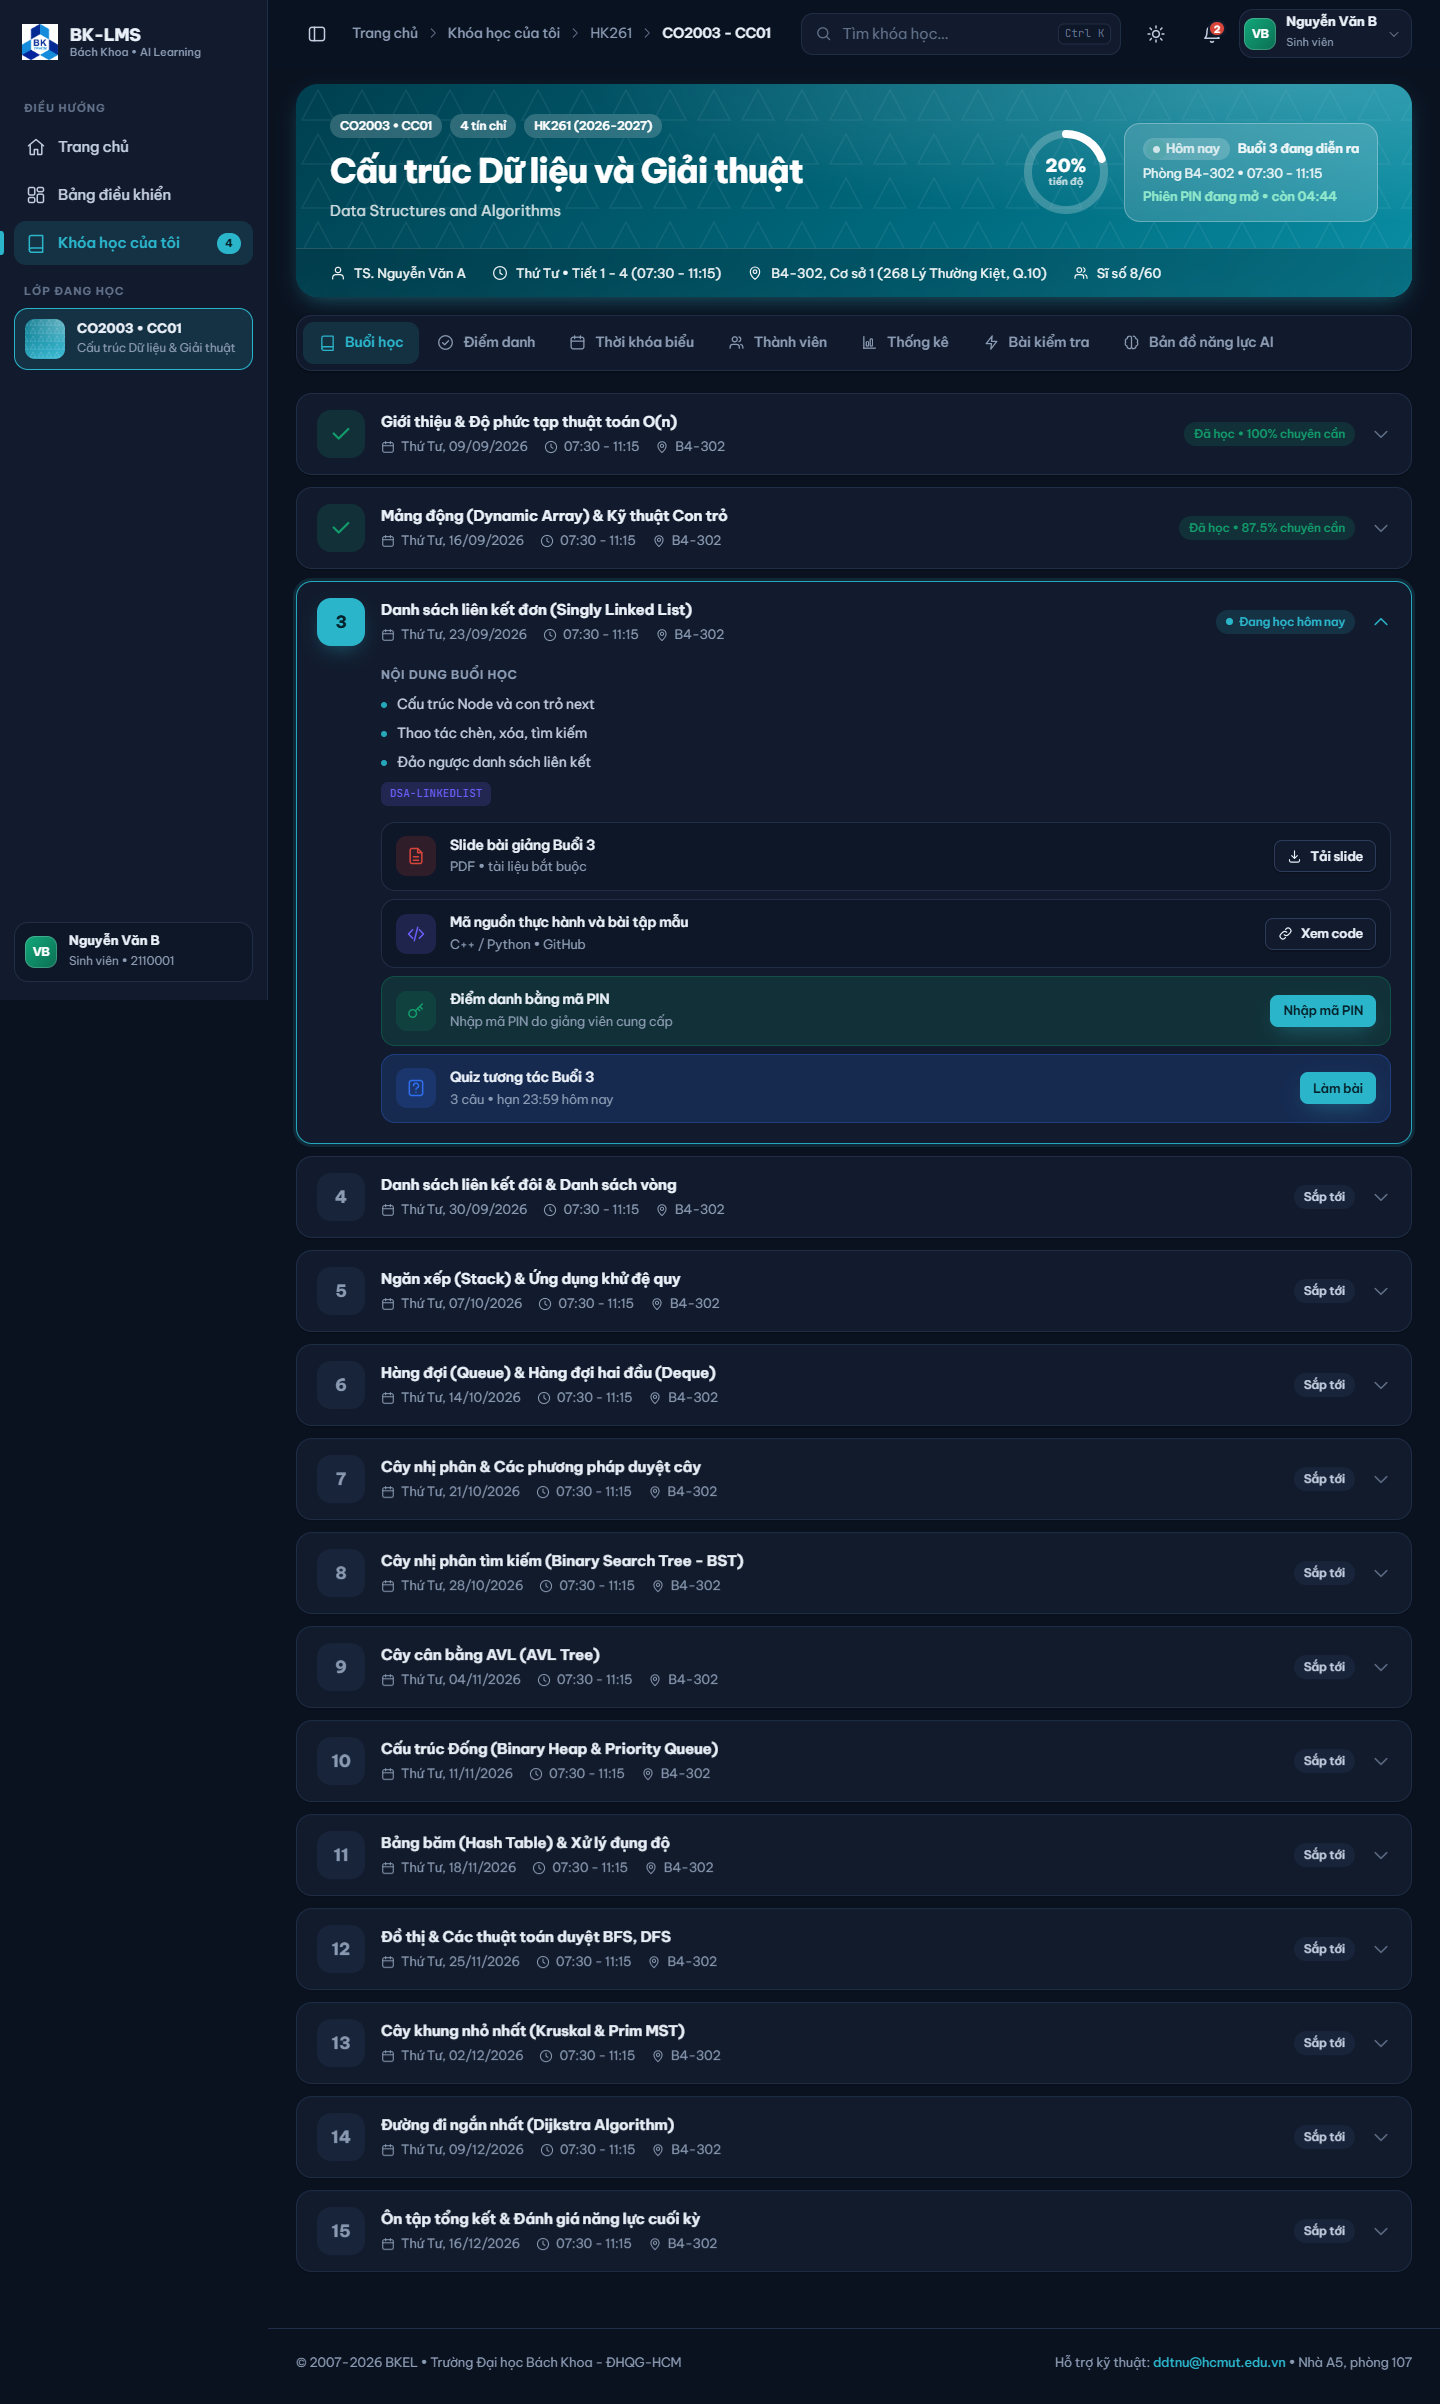 BK-LMS
Bách Khoa • AI Learning
ĐIỀU HƯỚNG
Trang chủ
Bảng điều khiển
Khóa học của tôi 4
LỚP ĐANG HỌC
CO2003 • CC01
Cấu trúc Dữ liệu & Giải thuật
VB Nguyễn Văn B
Sinh viên • 2110001
Trang chủ > Khóa học của tôi > HK261 > CO2003 - CC01
Tìm khóa học... Ctrl K
2
VB Nguyễn Văn B
Sinh viên
CO2003 • CC01 4 tín chỉ HK261 (2026-2027)
Cấu trúc Dữ liệu và Giải thuật
Data Structures and Algorithms
20%
tiến độ
Hôm nay Buổi 3 đang diễn ra
Phòng B4-302 • 07:30 - 11:15
Phiên PIN đang mở • còn 04:44
TS. Nguyễn Văn A Thứ Tư • Tiết 1 - 4 (07:30 - 11:15) B4-302, Cơ sở 1 (268 Lý Thường Kiệt, Q.10) Sĩ số 8/60
Buổi học Điểm danh Thời khóa biểu Thành viên Thống kê Bài kiểm tra Bản đồ năng lực AI
Giới thiệu & Độ phức tạp thuật toán O(n)
Thứ Tư, 09/09/2026 07:30 - 11:15 B4-302
Đã học • 100% chuyên cần
Mảng động (Dynamic Array) & Kỹ thuật Con trỏ
Thứ Tư, 16/09/2026 07:30 - 11:15 B4-302
Đã học • 87.5% chuyên cần
3 Danh sách liên kết đơn (Singly Linked List)
Thứ Tư, 23/09/2026 07:30 - 11:15 B4-302
Đang học hôm nay
NỘI DUNG BUỔI HỌC
Cấu trúc Node và con trỏ next
Thao tác chèn, xóa, tìm kiếm
Đảo ngược danh sách liên kết
DSA-LINKEDLIST
Slide bài giảng Buổi 3
PDF • tài liệu bắt buộc
Tải slide
Mã nguồn thực hành và bài tập mẫu
C++ / Python • GitHub
Xem code
Điểm danh bằng mã PIN
Nhập mã PIN do giảng viên cung cấp
Nhập mã PIN
Quiz tương tác Buổi 3
3 câu • hạn 23:59 hôm nay
Làm bài
4 Danh sách liên kết đôi & Danh sách vòng
Thứ Tư, 30/09/2026 07:30 - 11:15 B4-302
Sắp tới
5 Ngăn xếp (Stack) & Ứng dụng khử đệ quy
Thứ Tư, 07/10/2026 07:30 - 11:15 B4-302
Sắp tới
6 Hàng đợi (Queue) & Hàng đợi hai đầu (Deque)
Thứ Tư, 14/10/2026 07:30 - 11:15 B4-302
Sắp tới
7 Cây nhị phân & Các phương pháp duyệt cây
Thứ Tư, 21/10/2026 07:30 - 11:15 B4-302
Sắp tới
8 Cây nhị phân tìm kiếm (Binary Search Tree - BST)
Thứ Tư, 28/10/2026 07:30 - 11:15 B4-302
Sắp tới
9 Cây cân bằng AVL (AVL Tree)
Thứ Tư, 04/11/2026 07:30 - 11:15 B4-302
Sắp tới
10 Cấu trúc Đống (Binary Heap & Priority Queue)
Thứ Tư, 11/11/2026 07:30 - 11:15 B4-302
Sắp tới
11 Bảng băm (Hash Table) & Xử lý đụng độ
Thứ Tư, 18/11/2026 07:30 - 11:15 B4-302
Sắp tới
12 Đồ thị & Các thuật toán duyệt BFS, DFS
Thứ Tư, 25/11/2026 07:30 - 11:15 B4-302
Sắp tới
13 Cây khung nhỏ nhất (Kruskal & Prim MST)
Thứ Tư, 02/12/2026 07:30 - 11:15 B4-302
Sắp tới
14 Đường đi ngắn nhất (Dijkstra Algorithm)
Thứ Tư, 09/12/2026 07:30 - 11:15 B4-302
Sắp tới
15 Ôn tập tổng kết & Đánh giá năng lực cuối kỳ
Thứ Tư, 16/12/2026 07:30 - 11:15 B4-302
Sắp tới
© 2007-2026 BKEL • Trường Đại học Bách Khoa - ĐHQG-HCM
Hỗ trợ kỹ thuật: ddtnu@hcmut.edu.vn • Nhà A5, phòng 107